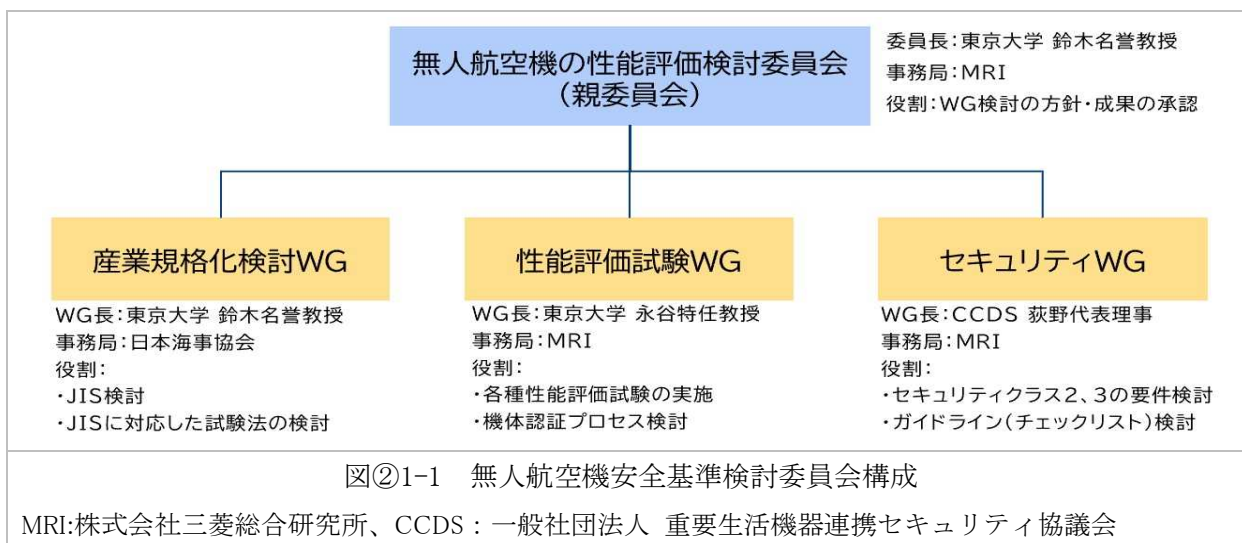 無人航空機の性能評価検討委員会
（親委員会）
委員長：東京大学 鈴木名誉教授
事務局：MRI
役割：WG検討の方針・成果の承認
産業規格化検討WG
WG長：東京大学 鈴木名誉教授
事務局：日本海事協会
役割：
・JIS検討
・JISに対応した試験法の検討
性能評価試験WG
WG長：東京大学 永谷特任教授
事務局：MRI
役割：
・各種性能評価試験の実施
・機体認証プロセス検討
セキュリティWG
WG長：CCDS 荻野代表理事
事務局：MRI
役割：
・セキュリティクラス2、3の要件検討
・ガイドライン（チェックリスト）検討
図②1-1 無人航空機安全基準検討委員会構成
MRI:株式会社三菱総合研究所、CCDS：一般社団法人 重要生活機器連携セキュリティ協議会